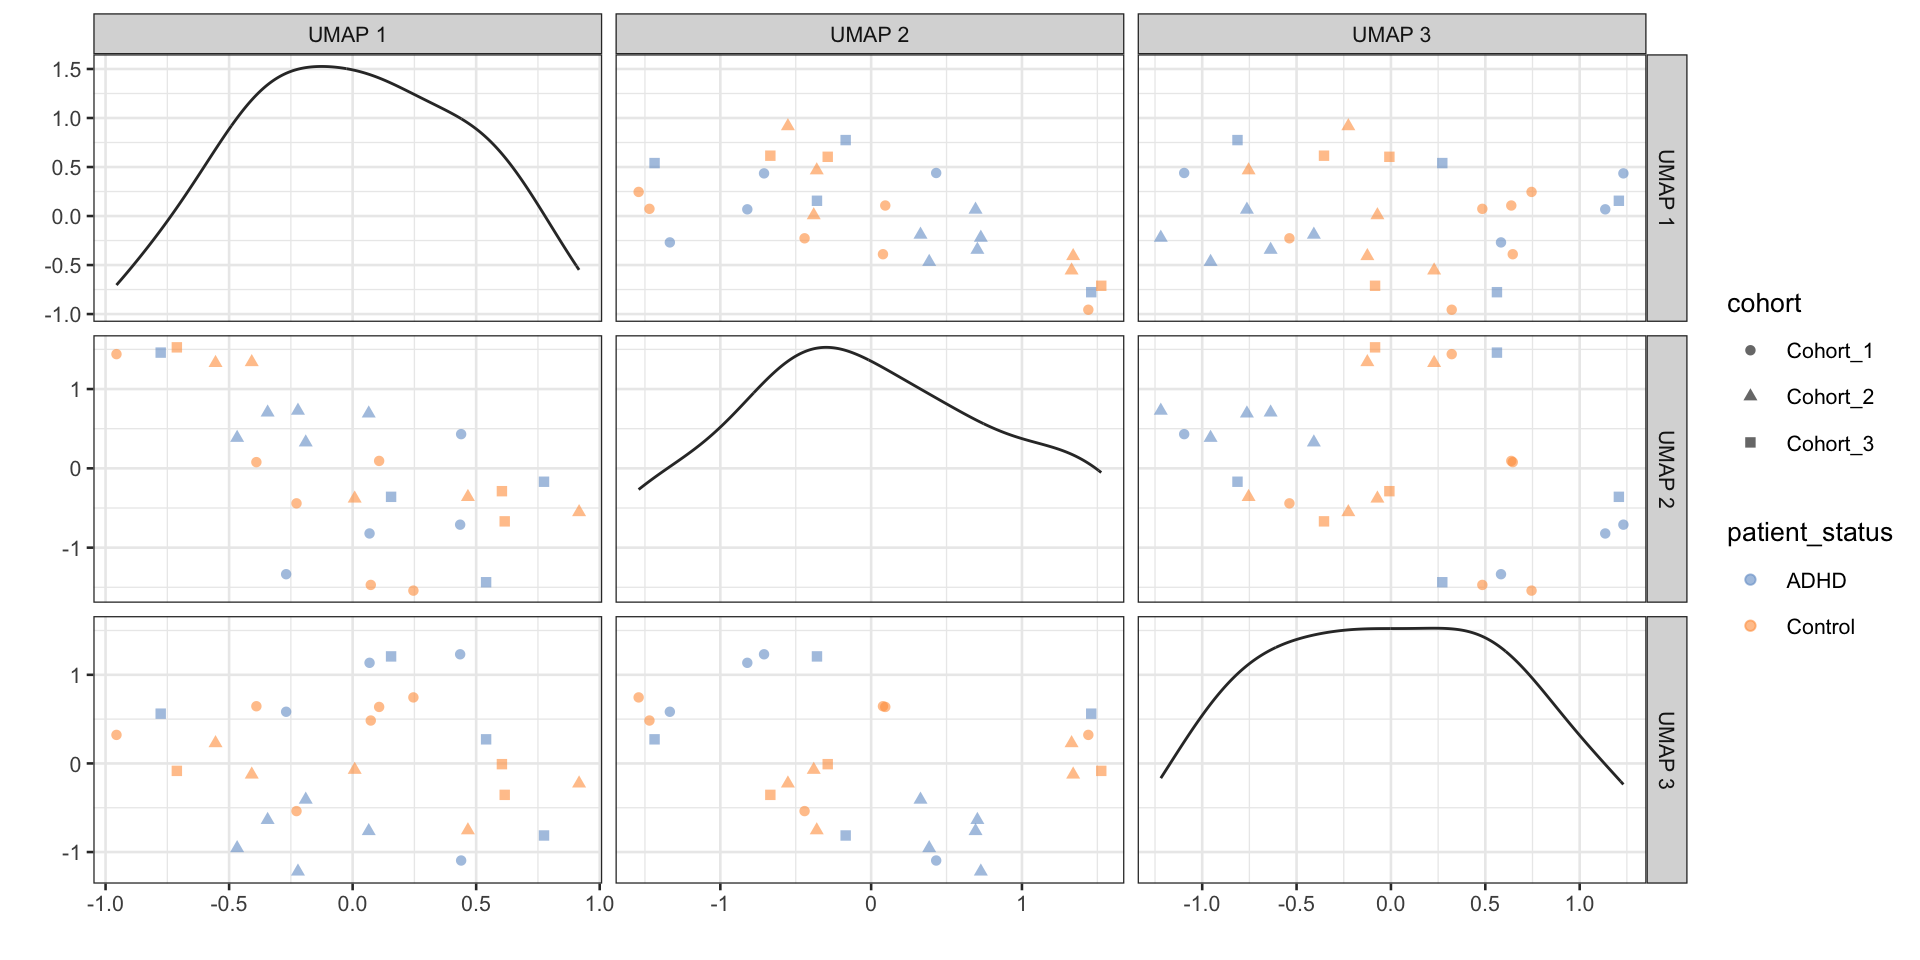 UMAP 1 UMAP 2 UMAP 3
1.5
1.0
0.5
0.0
-0.5
-1.0
UMAP 1
1
0
-1
UMAP 2
1
0
-1
UMAP 3
-1.0 -0.5 0.0 0.5 1.0 -1 0 1 -1.0 -0.5 0.0 0.5 1.0
cohort
Cohort_1
Cohort_2
Cohort_3
patient_status
ADHD
Control